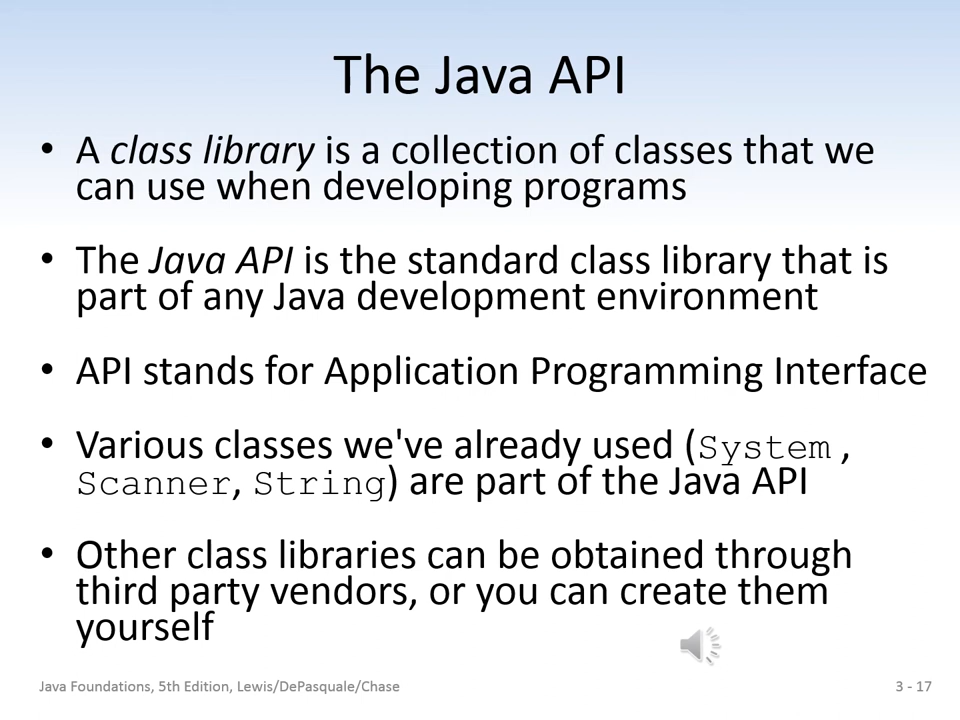 The Java API
• A class library is a collection of classes that we
can use when developing programs
• The Java API is the standard class library that is
part of any Java development environment
• API stands for Application Programming Interface
• Various classes we've already used (System ,
Scanner, String) are part of the Java API
• Other class libraries can be obtained through
third party vendors, or you can create them
yourself
Java Foundations, 5th Edition, Lewis/DePasquale/Chase
3 - 17